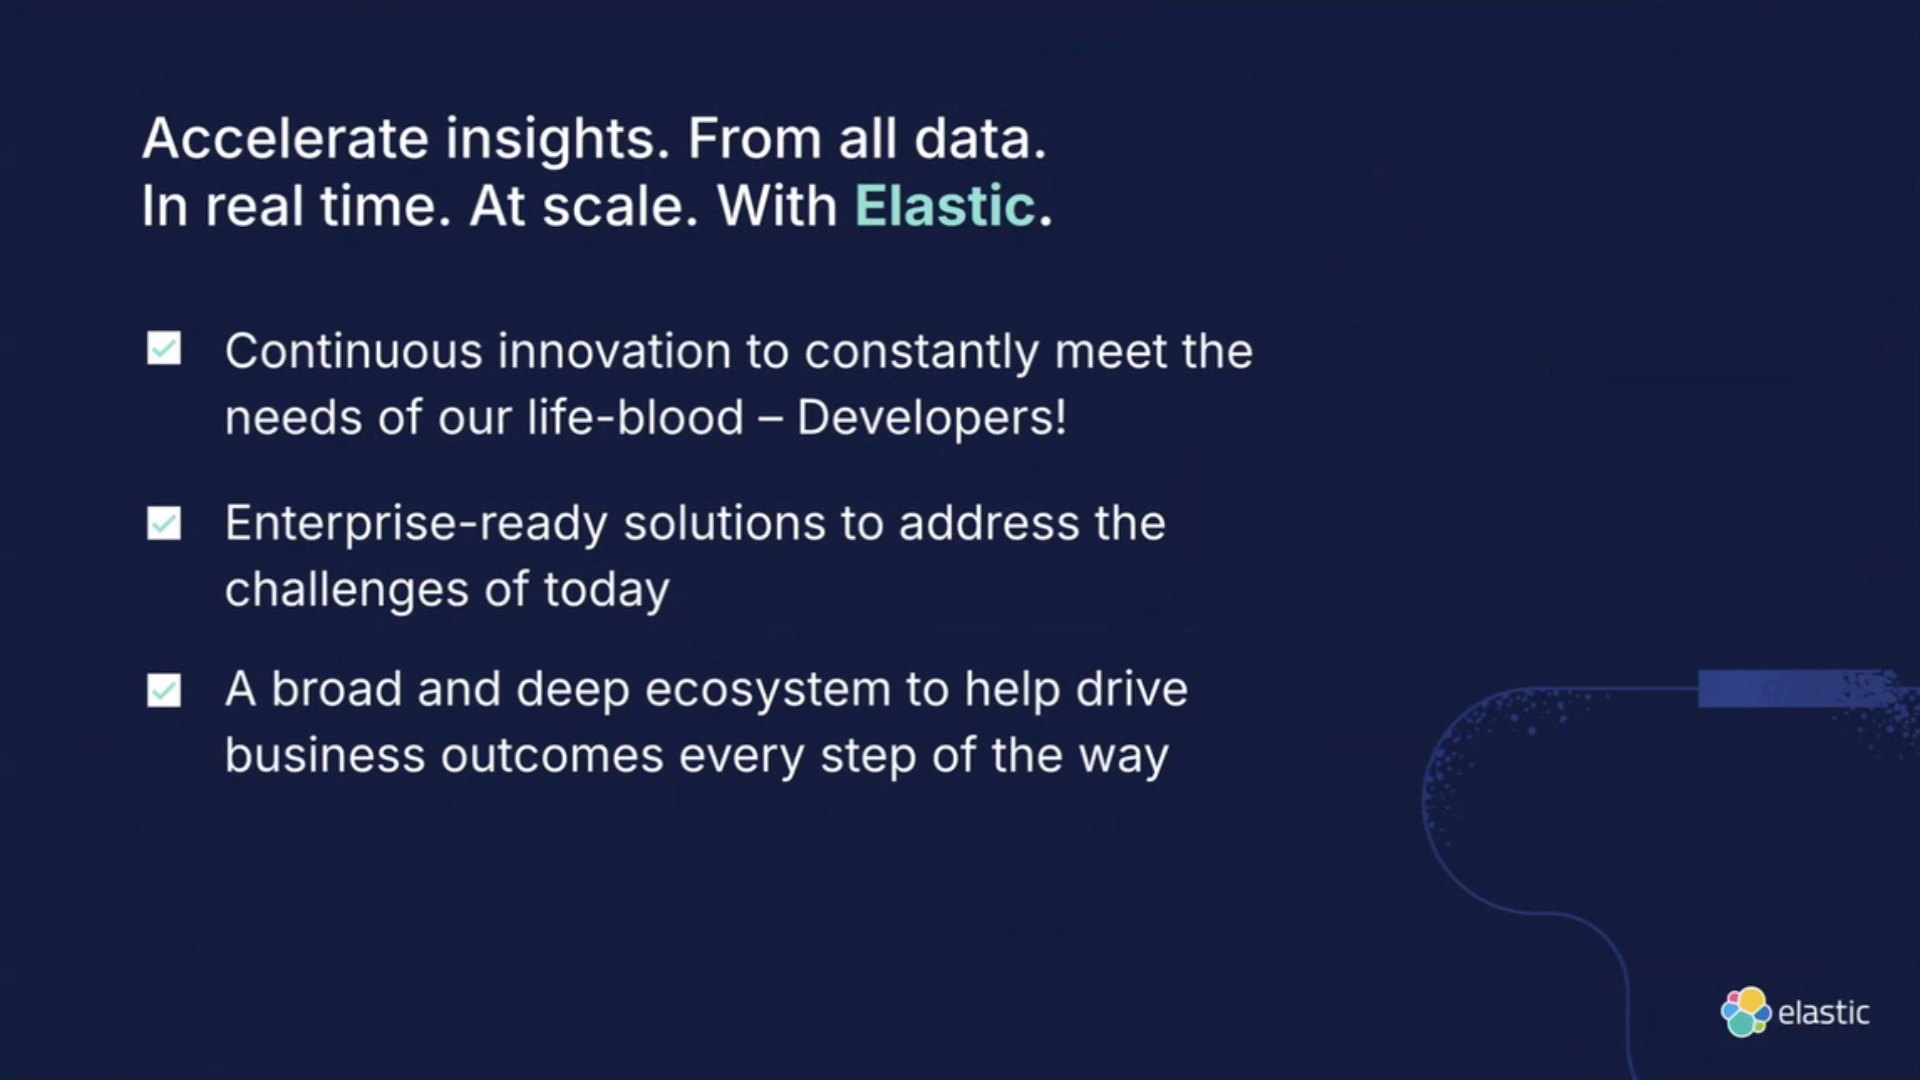 Accelerate insights. From all data.
In real time. At scale. With Elastic.
Continuous innovation to constantly meet the
needs of our life-blood – Developers!
Enterprise-ready solutions to address the
challenges of today
A broad and deep ecosystem to help drive
business outcomes every step of the way
elastic